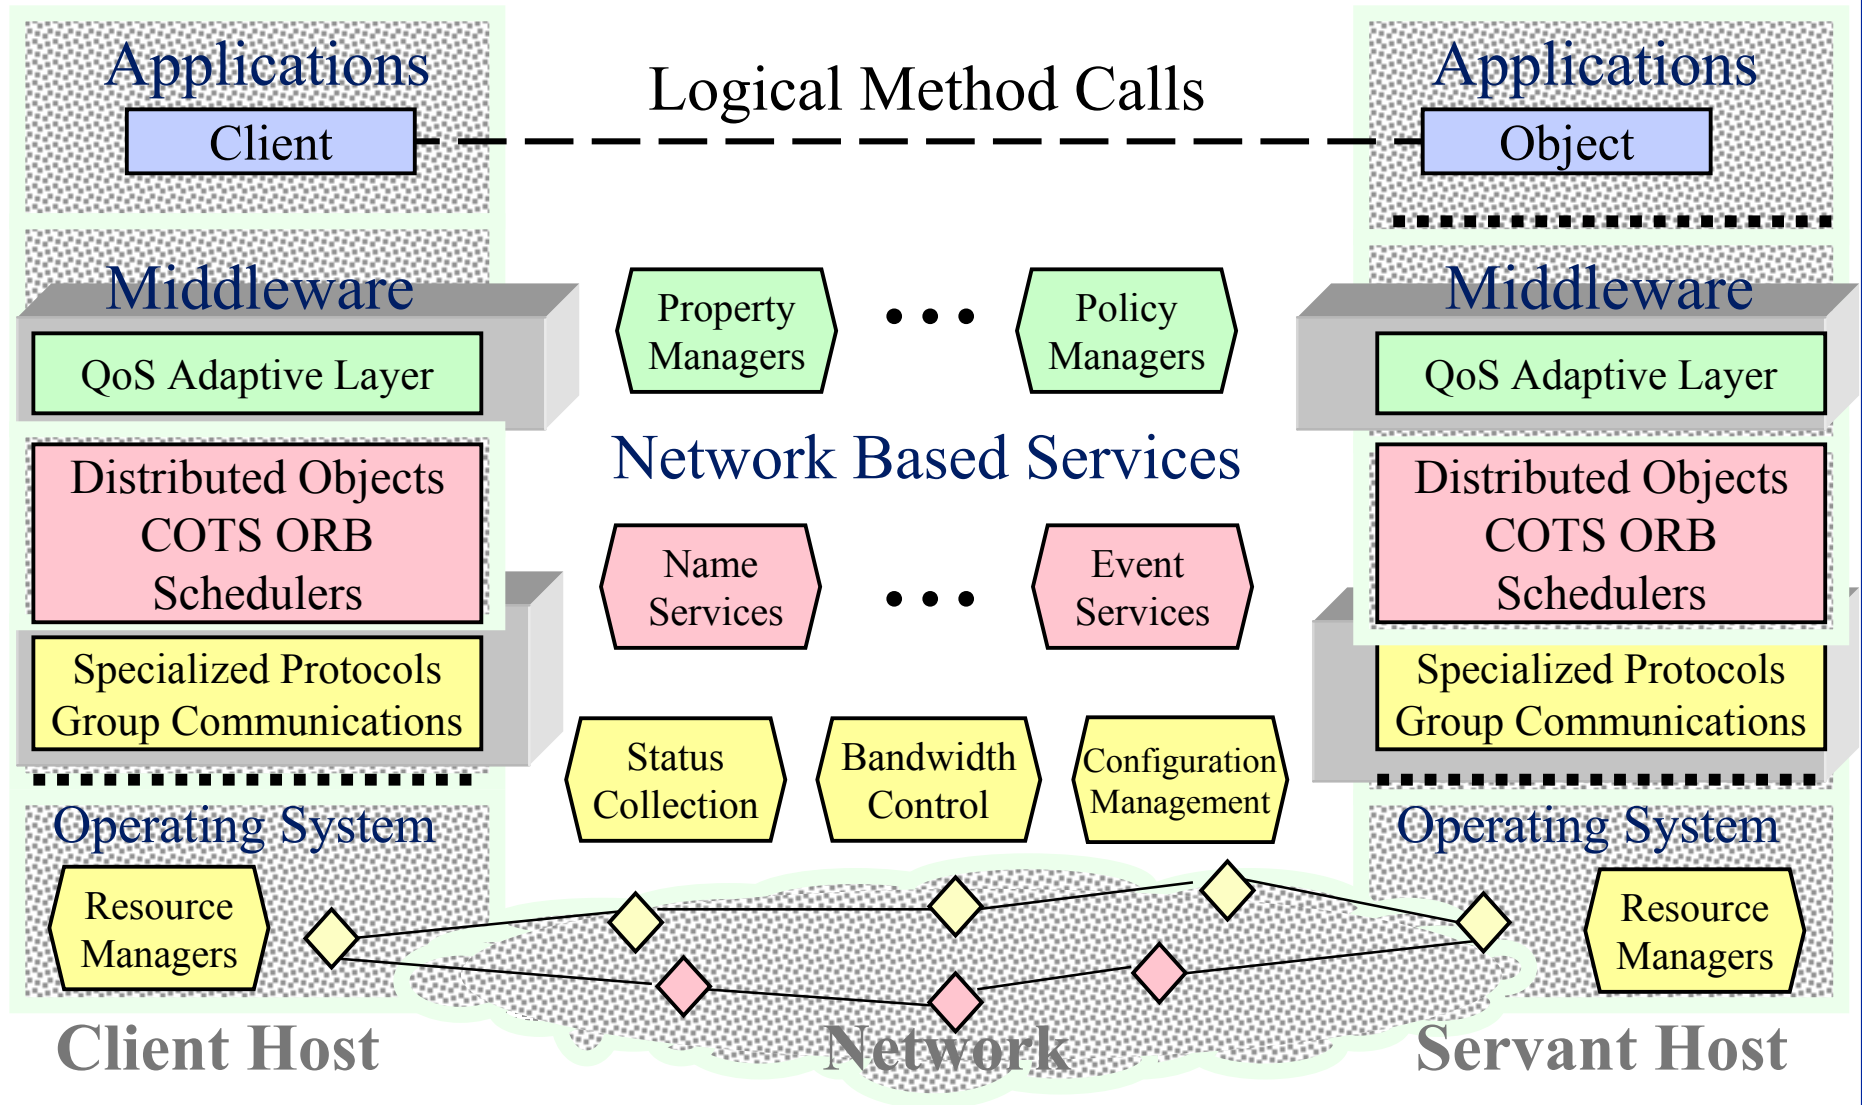 Applications
Client
Logical Method Calls
Applications
Object
Middleware
QoS Adaptive Layer
Distributed Objects
COTS ORB
Schedulers
Specialized Protocols
Group Communications
Operating System
Resource
Managers
Property
Managers
Policy
Managers
Network Based Services
Name
Services
Event
Services
Status
Collection
Bandwidth
Control
Configuration
Management
Middleware
QoS Adaptive Layer
Distributed Objects
COTS ORB
Schedulers
Specialized Protocols
Group Communications
Operating System
Resource
Managers
Client Host
Network
Servant Host